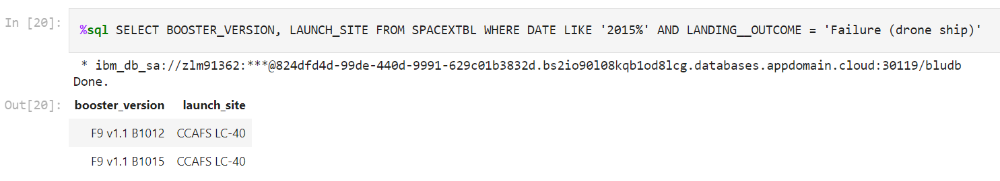 In [20]: %sql SELECT BOOSTER_VERSION, LAUNCH_SITE FROM SPACEXTBL WHERE DATE LIKE '2015%' AND LANDING__OUTCOME = 'Failure (drone ship)'
* ibm_db_sa://zlm91362:***@824dfd4d-99de-440d-9991-629c01b3832d.bs2io90l08kqb1od8lcg.databases.appdomain.cloud:30119/bludb
Done.
Out[20]: booster_version launch_site
F9 v1.1 B1012 CCAFS LC-40
F9 v1.1 B1015 CCAFS LC-40